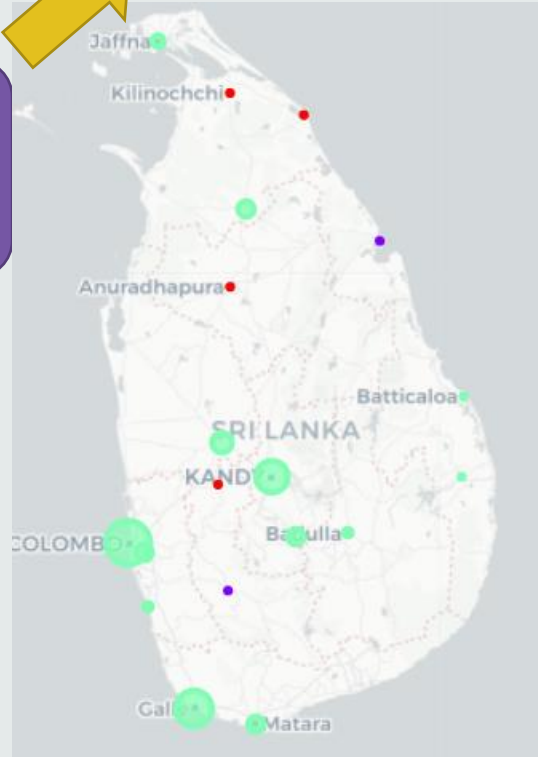 Jaffna
Kilinochchi
Anuradhapura
Batticaloa
SRI LANKA
KANDY
COLOMBO
Badulla
Galle
Matara